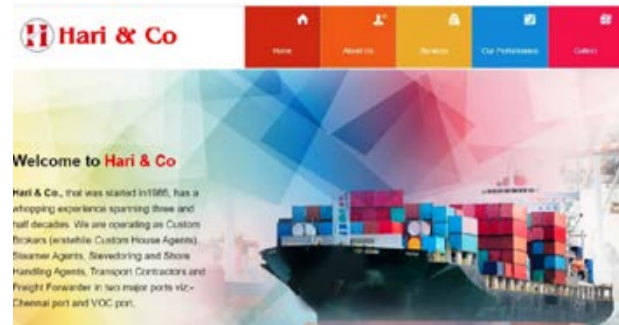 Hari & Co
Home
About Us
Services
Our Performance
Contact
Welcome to Hari & Co
Hari & Co., that was started In1986, has a
whopping experience spanning three and
half decades. We are operating as Custom
Brokers (erstwhile Custom House Agents)
Steamer Agents, Stevedoring and Shore
Handling Agents, Transport Contractors and
Freight Forwarder in two major ports viz:-
Chennai port and VOC port.